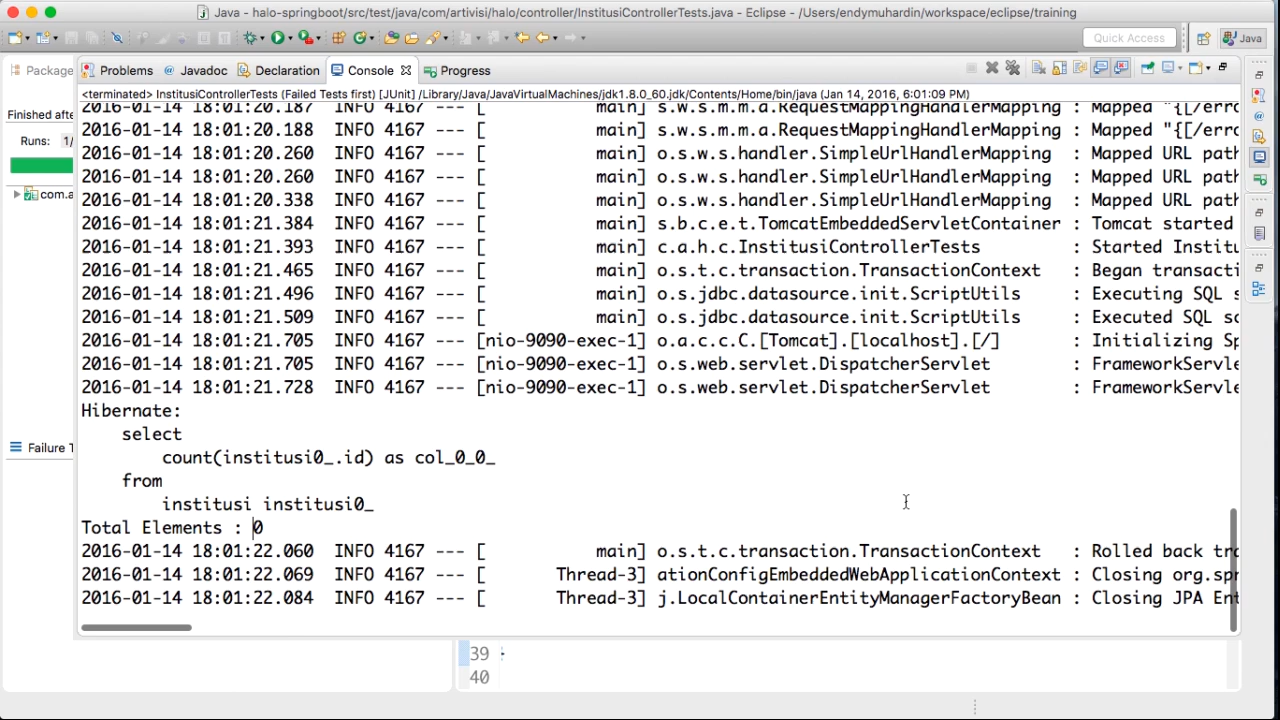 Java - halo-springboot/src/test/java/com/artivisi/halo/controller/InstitusiControllerTests.java - Eclipse - /Users/endymuhardin/workspace/eclipse/training
Quick Access
Java
Package
Problems
@ Javadoc
Declaration
Console
Progress
<terminated> InstitusiControllerTests (Failed Tests first) [JUnit] /Library/Java/JavaVirtualMachines/jdk1.8.0_60.jdk/Contents/Home/bin/java (Jan 14, 2016, 6:01:09 PM)
Finished afte
Runs: 1/
com.a
Failure T
2016-01-14 18:01:20.187 INFO 4167 --- [ main] s.w.s.m.m.a.RequestMappingHandlerMapping : Mapped "{[/erro
2016-01-14 18:01:20.188 INFO 4167 --- [ main] s.w.s.m.m.a.RequestMappingHandlerMapping : Mapped "{[/erro
2016-01-14 18:01:20.260 INFO 4167 --- [ main] o.s.w.s.handler.SimpleUrlHandlerMapping : Mapped URL path
2016-01-14 18:01:20.260 INFO 4167 --- [ main] o.s.w.s.handler.SimpleUrlHandlerMapping : Mapped URL path
2016-01-14 18:01:20.338 INFO 4167 --- [ main] o.s.w.s.handler.SimpleUrlHandlerMapping : Mapped URL path
2016-01-14 18:01:21.384 INFO 4167 --- [ main] s.b.c.e.t.TomcatEmbeddedServletContainer : Tomcat started
2016-01-14 18:01:21.393 INFO 4167 --- [ main] c.a.h.c.InstitusiControllerTests : Started Institu
2016-01-14 18:01:21.465 INFO 4167 --- [ main] o.s.t.c.transaction.TransactionContext : Began transacti
2016-01-14 18:01:21.496 INFO 4167 --- [ main] o.s.jdbc.datasource.init.ScriptUtils : Executing SQL s
2016-01-14 18:01:21.509 INFO 4167 --- [ main] o.s.jdbc.datasource.init.ScriptUtils : Executed SQL sc
2016-01-14 18:01:21.705 INFO 4167 --- [nio-9090-exec-1] o.a.c.c.C.[Tomcat].[localhost].[/] : Initializing Sp
2016-01-14 18:01:21.705 INFO 4167 --- [nio-9090-exec-1] o.s.web.servlet.DispatcherServlet : FrameworkServle
2016-01-14 18:01:21.728 INFO 4167 --- [nio-9090-exec-1] o.s.web.servlet.DispatcherServlet : FrameworkServle
Hibernate:
select
count(institusi0_.id) as col_0_0_
from
institusi institusi0_
Total Elements : 0
2016-01-14 18:01:22.060 INFO 4167 --- [ main] o.s.t.c.transaction.TransactionContext : Rolled back tra
2016-01-14 18:01:22.069 INFO 4167 --- [ Thread-3] ationConfigEmbeddedWebApplicationContext : Closing org.spr
2016-01-14 18:01:22.084 INFO 4167 --- [ Thread-3] j.LocalContainerEntityManagerFactoryBean : Closing JPA Ent
39
40